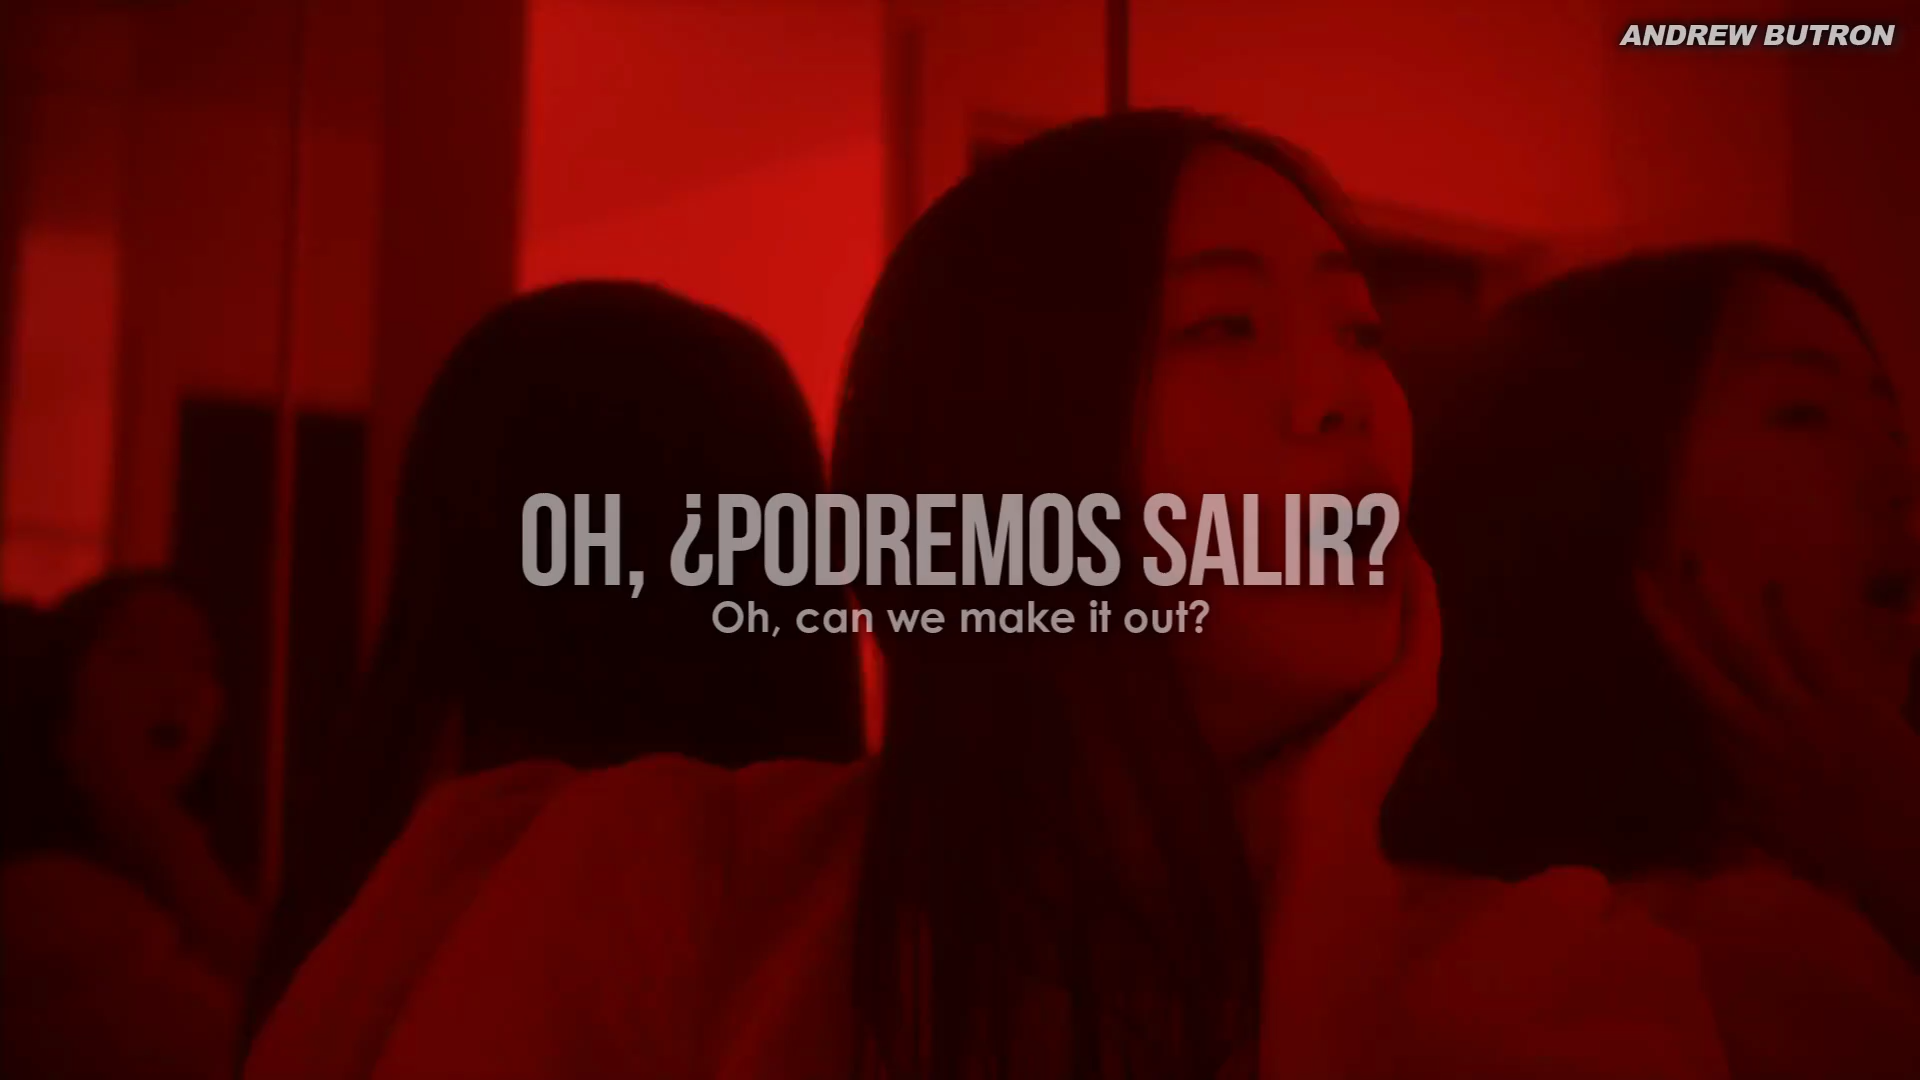 ANDREW BUTRON
OH, ¿PODREMOS SALIR?
Oh, can we make it out?